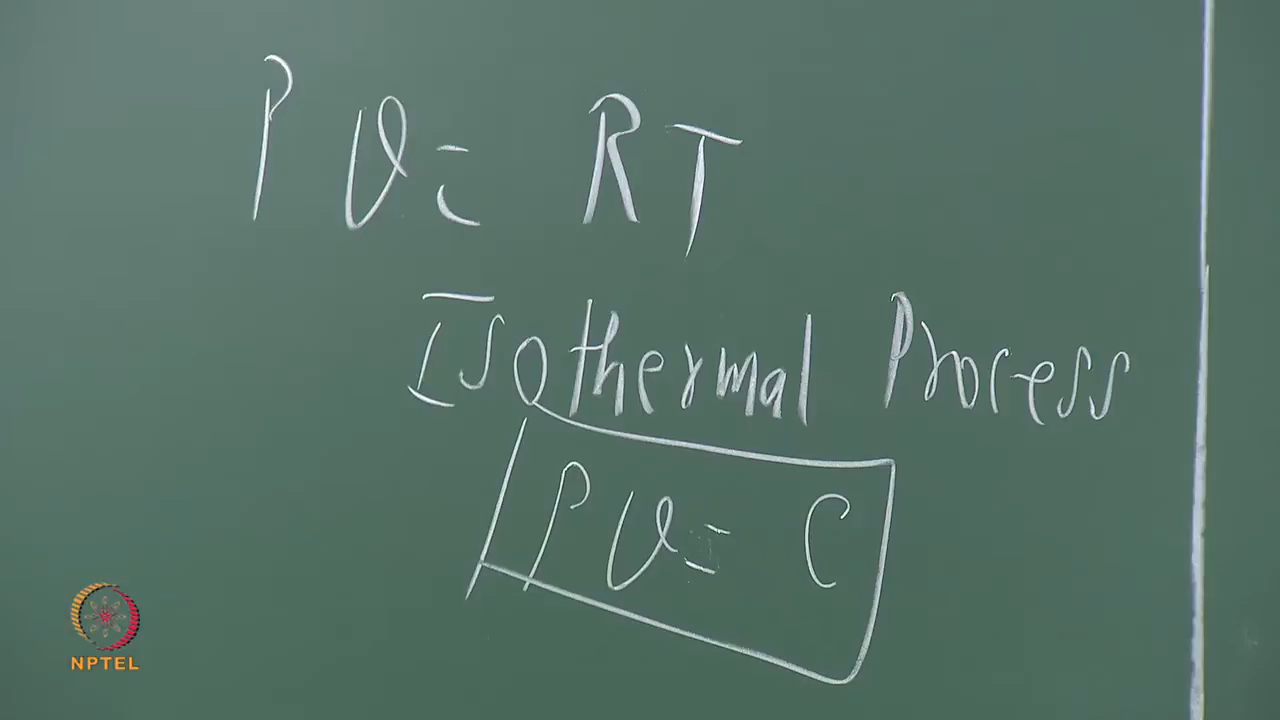 Pv = RT
Isothermal Process
Pv = C
NPTEL